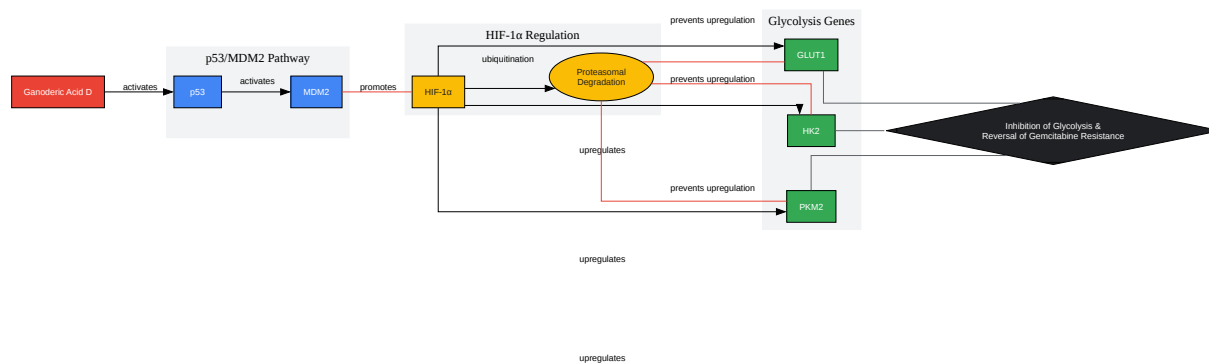 p53/MDM2 Pathway
HIF-1α Regulation
Glycolysis Genes
Ganoderic Acid D
activates
p53
activates
MDM2
promotes
HIF-1α
ubiquitination
Proteasomal
Degradation
prevents upregulation
GLUT1
prevents upregulation
HK2
upregulates
prevents upregulation
PKM2
upregulates
upregulates
Inhibition of Glycolysis &
Reversal of Gemcitabine Resistance